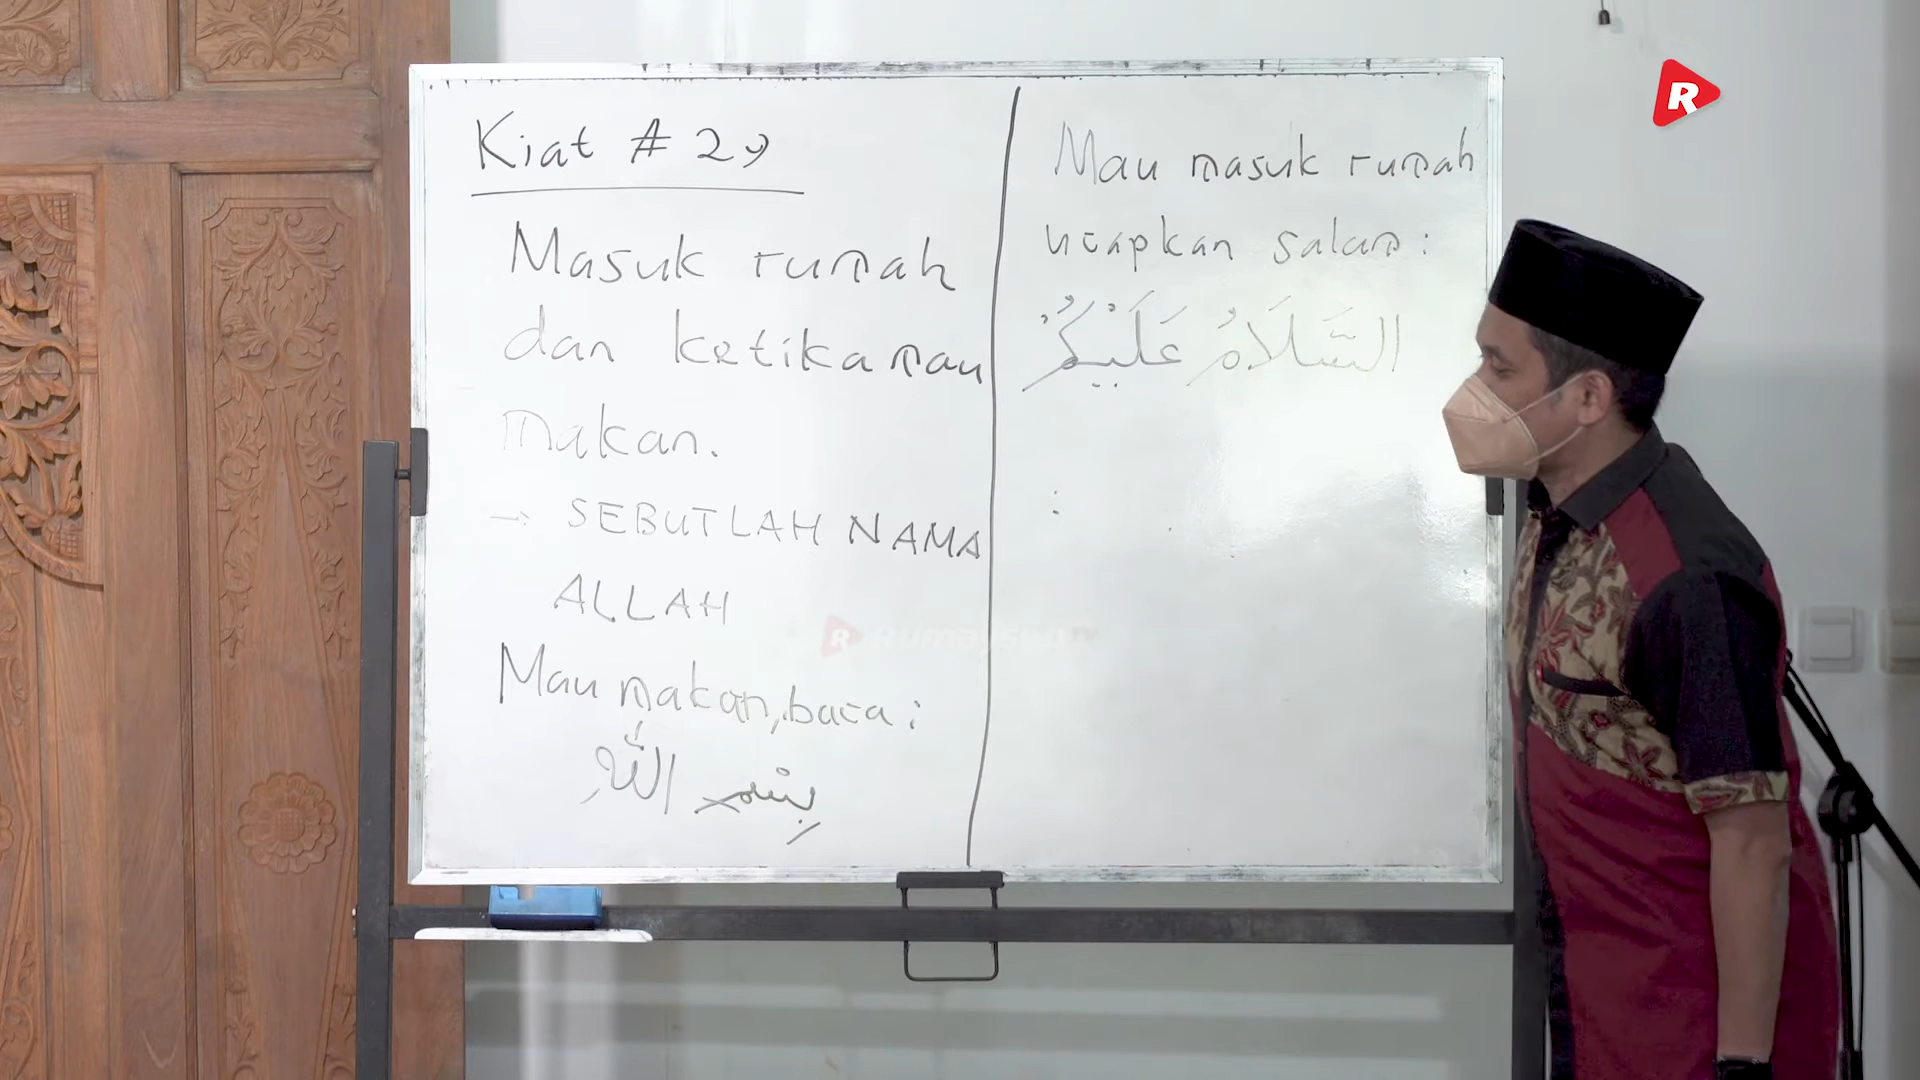 Kiat # 29
Masuk rumah
dan ketika mau
makan.
→ SEBUTLAH NAMA
ALLAH
Mau makan, baca:
بِسْمِ اللّٰهِ
Mau masuk rumah
ucapkan salam:
السَّلَامُ عَلَيْكُمْ
:
R
R